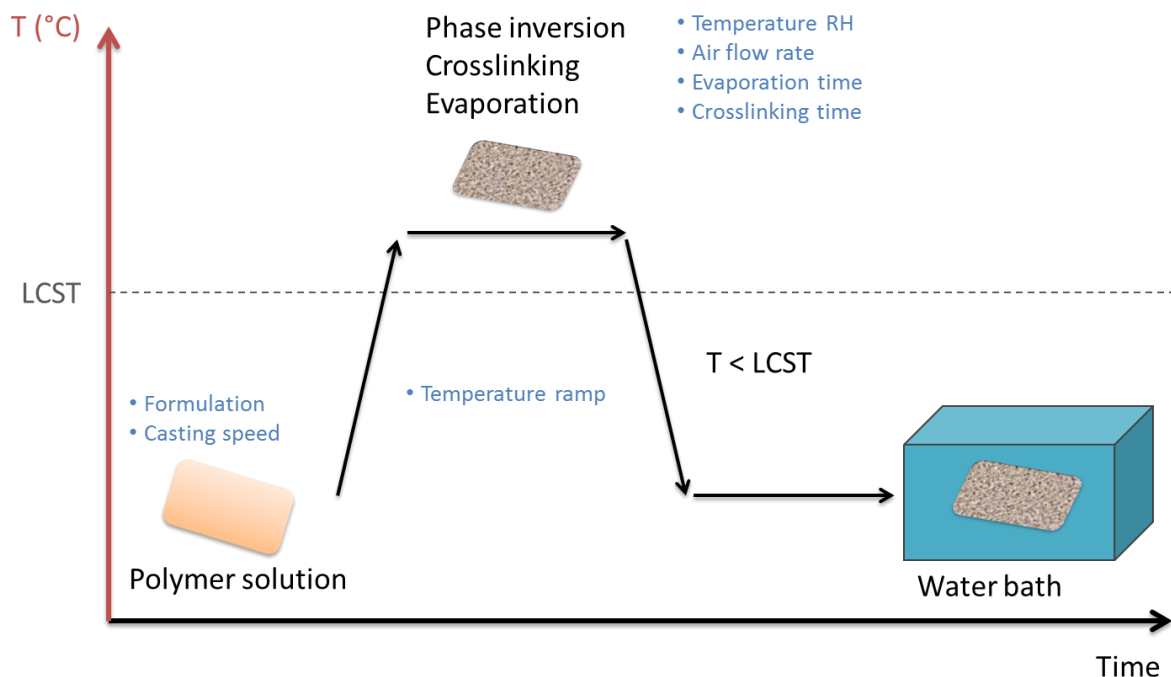 T (°C)
Phase inversion
Crosslinking
Evaporation
• Temperature RH
• Air flow rate
• Evaporation time
• Crosslinking time
LCST
T < LCST
• Temperature ramp
• Formulation
• Casting speed
Polymer solution
Water bath
Time